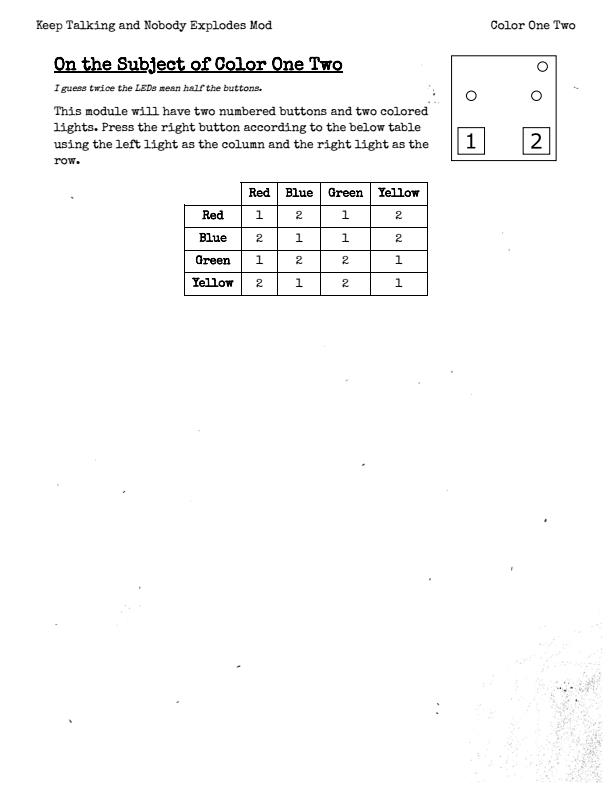 Keep Talking and Nobody Explodes Mod Color One Two
On the Subject of Color One Two
I guess twice the LEDs mean half the buttons.
This module will have two numbered buttons and two colored
lights. Press the right button according to the below table
using the left light as the column and the right light as the
row.
1 2
Red Blue Green Yellow
Red 1 2 1 2
Blue 2 1 1 2
Green 1 2 2 1
Yellow 2 1 2 1